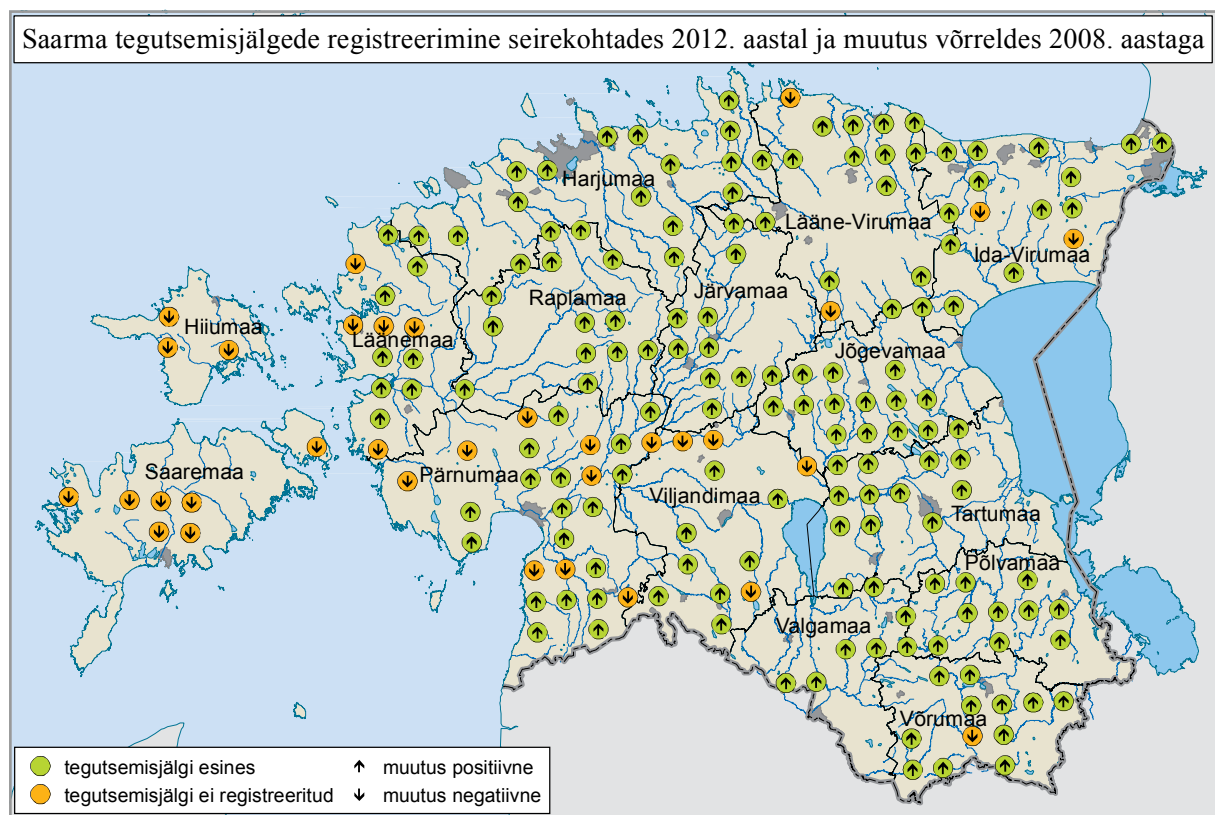 Saarma tegutsemisjälgede registreerimine seirekohtades 2012. aastal ja muutus võrreldes 2008. aastaga
Harjumaa
Lääne-Virumaa
Ida-Virumaa
Raplamaa
Järvamaa
Hiiumaa
Läänemaa
Jõgevamaa
Saaremaa
Pärnumaa
Viljandimaa
Tartumaa
Põlvamaa
Valgamaa
Võrumaa
tegutsemisjälgi esines
muutus positiivne
tegutsemisjälgi ei registreeritud
muutus negatiivne